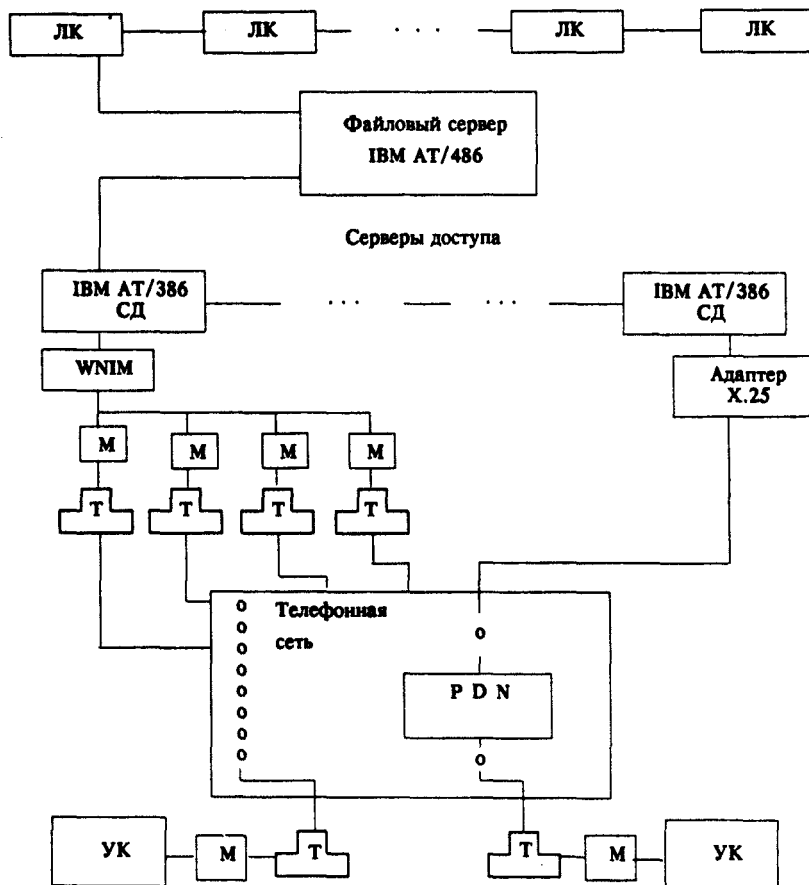 ЛК ЛК . . . ЛК ЛК
Файловый сервер
IBM AT/486
Серверы доступа
IBM AT/386
СД
... ...
IBM AT/386
СД
WNIM
Адаптер
X.25
М М М М
Т Т Т Т
Телефонная
сеть
P D N
УК М Т Т М УК